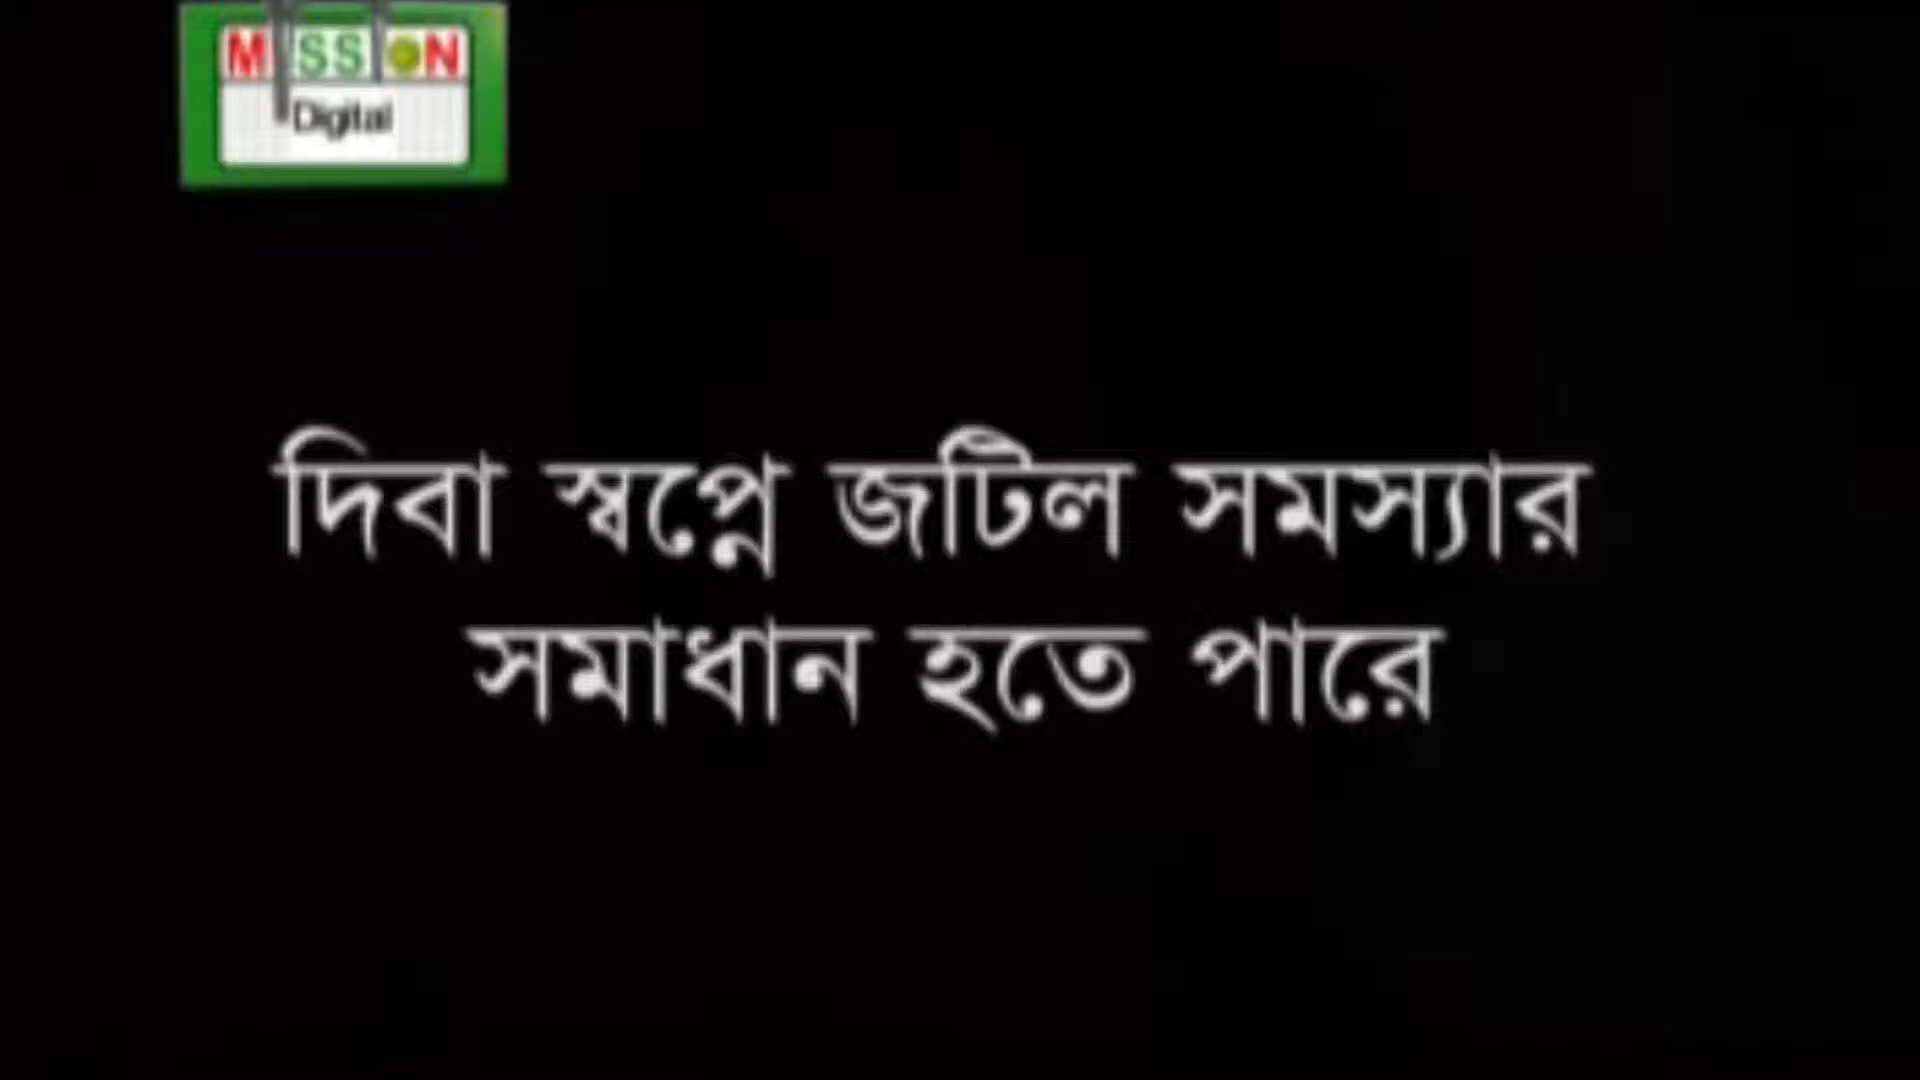 MISSION
Digital
দিবা স্বপ্নে জটিল সমস্যার
সমাধান হতে পারে